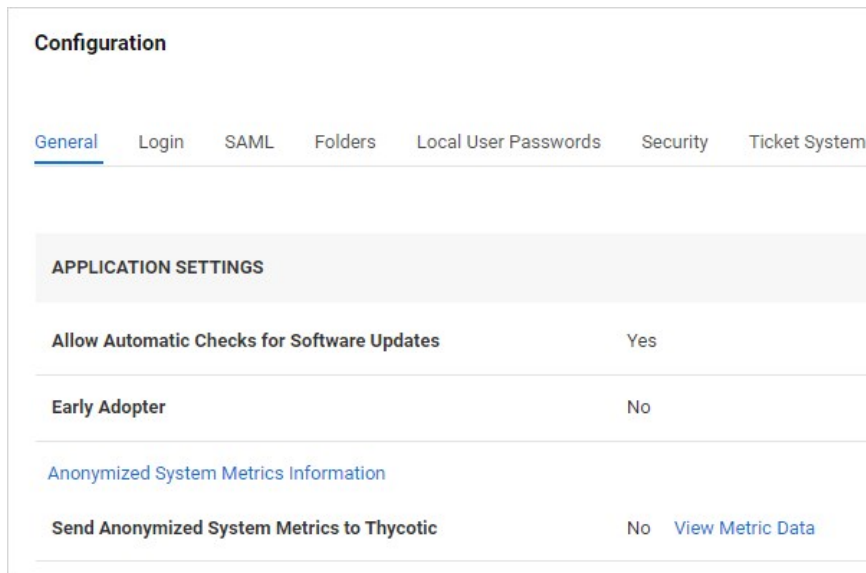 Configuration
General Login SAML Folders Local User Passwords Security Ticket System
APPLICATION SETTINGS
Allow Automatic Checks for Software Updates Yes
Early Adopter No
Anonymized System Metrics Information
Send Anonymized System Metrics to Thycotic No View Metric Data